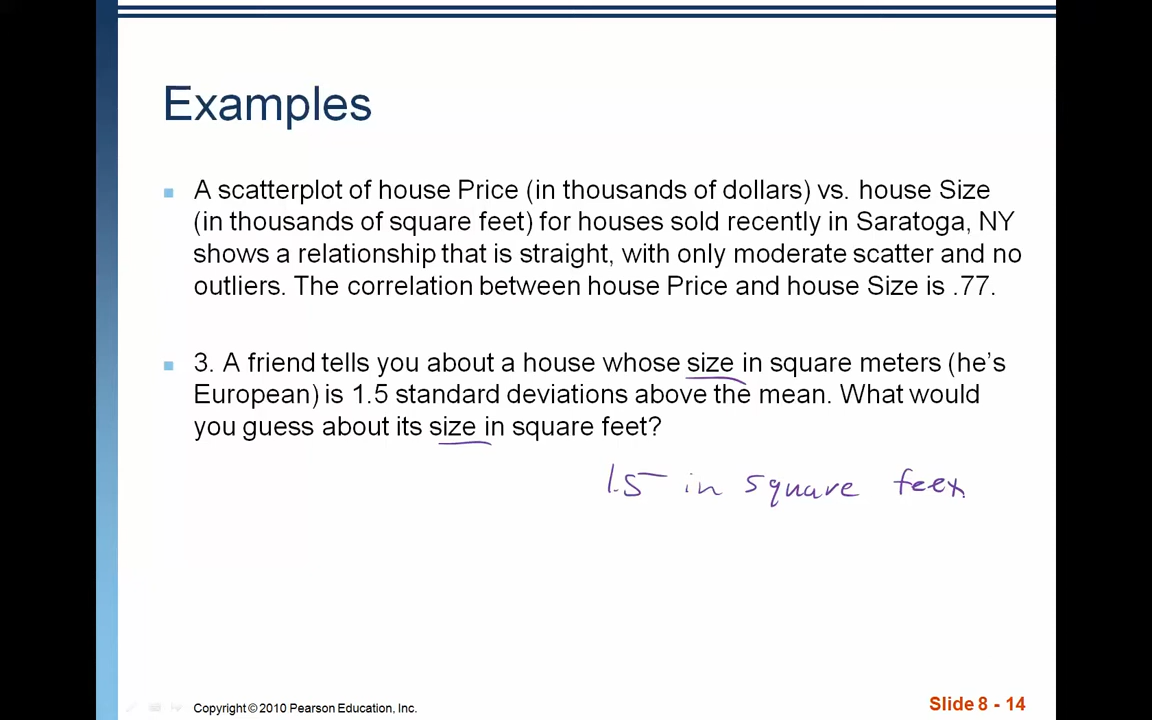 Examples
A scatterplot of house Price (in thousands of dollars) vs. house Size
(in thousands of square feet) for houses sold recently in Saratoga, NY
shows a relationship that is straight, with only moderate scatter and no
outliers. The correlation between house Price and house Size is .77.
3. A friend tells you about a house whose size in square meters (he's
European) is 1.5 standard deviations above the mean. What would
you guess about its size in square feet?
1.5 in square feet.
Copyright © 2010 Pearson Education, Inc.
Slide 8 - 14